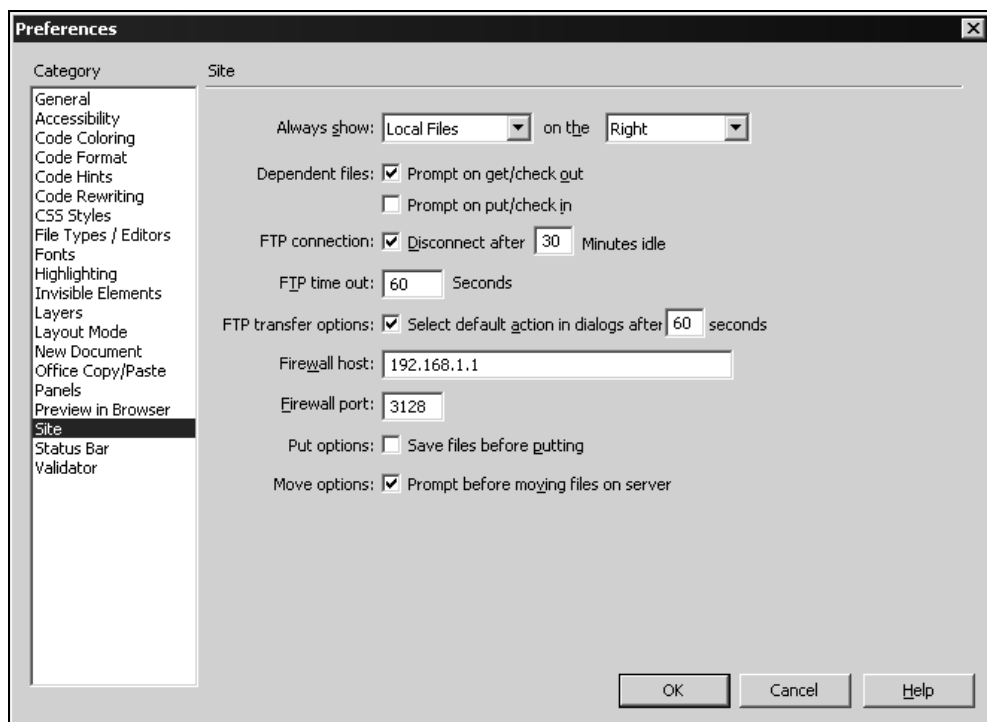 Preferences
Category
General
Accessibility
Code Coloring
Code Format
Code Hints
Code Rewriting
CSS Styles
File Types / Editors
Fonts
Highlighting
Invisible Elements
Layers
Layout Mode
New Document
Office Copy/Paste
Panels
Preview in Browser
Site
Status Bar
Validator
Site
Always show: Local Files on the Right
Dependent files: Prompt on get/check out
Prompt on put/check in
FTP connection: Disconnect after 30 Minutes idle
FTP time out: 60 Seconds
FTP transfer options: Select default action in dialogs after 60 seconds
Firewall host: 192.168.1.1
Firewall port: 3128
Put options: Save files before putting
Move options: Prompt before moving files on server
OK Cancel Help